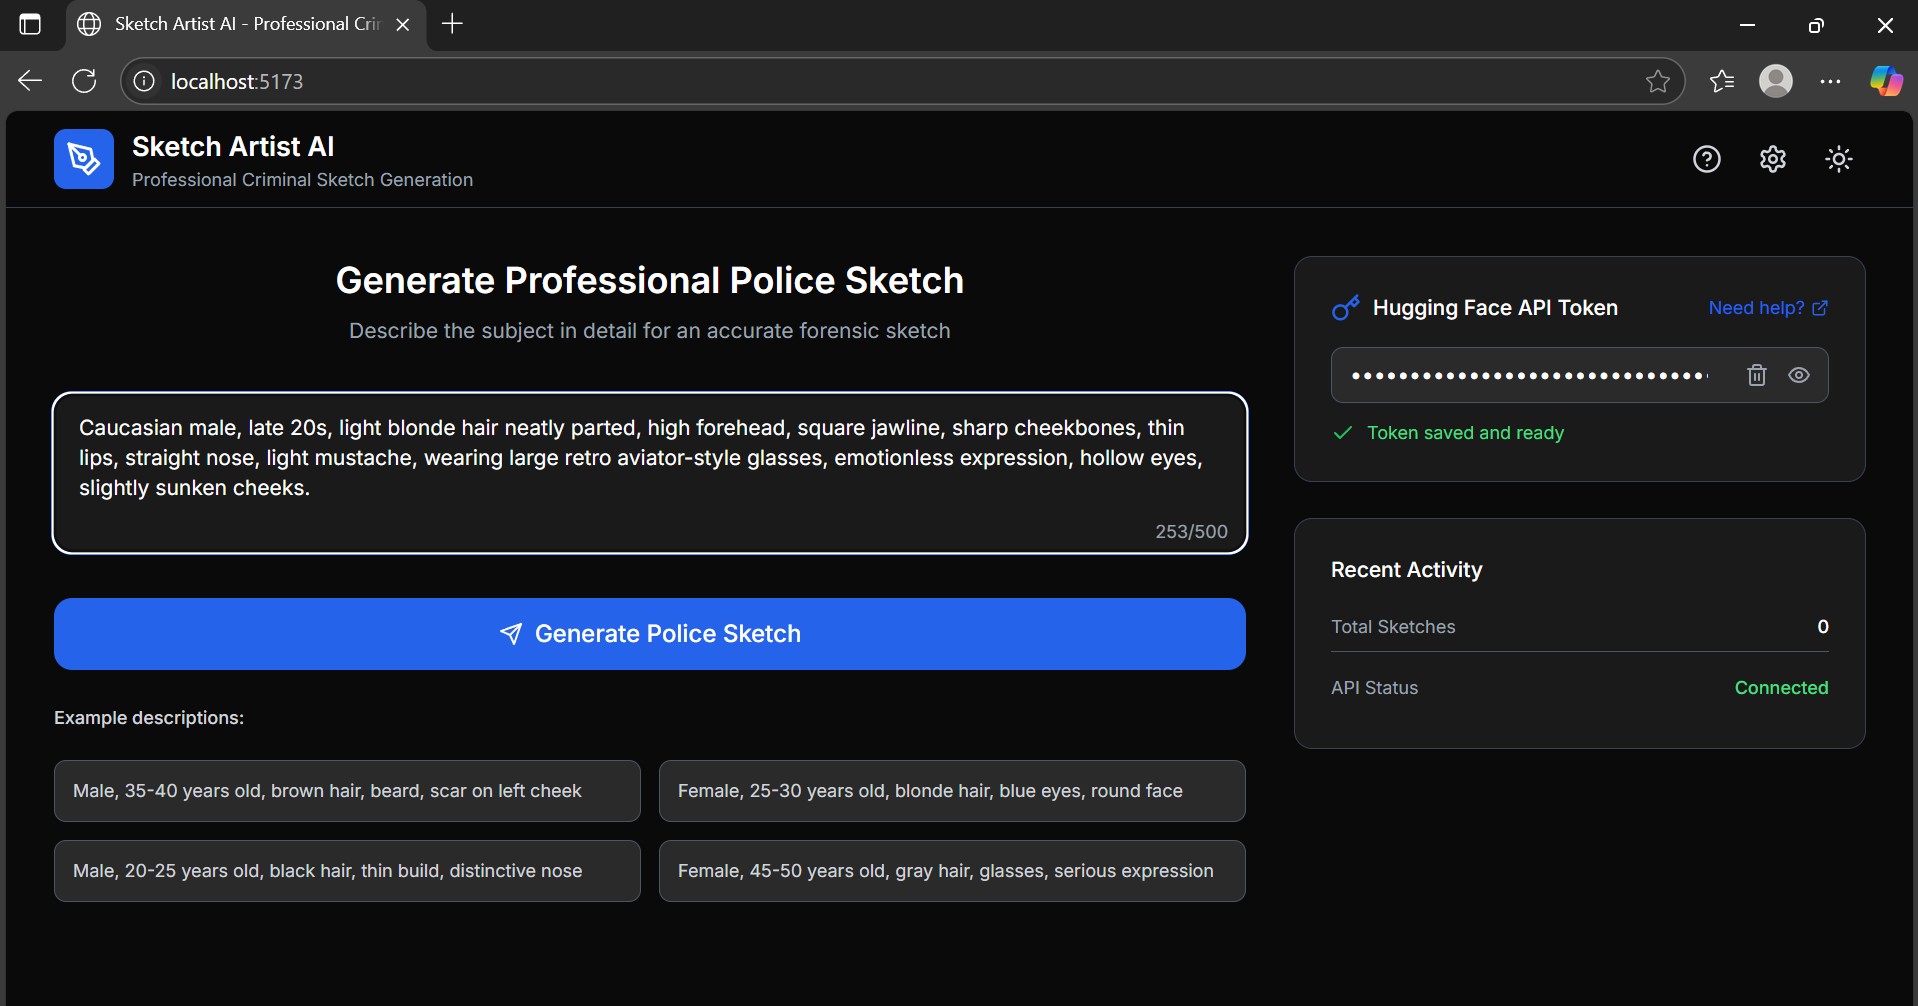 Sketch Artist AI - Professional Cri
localhost:5173
Sketch Artist AI
Professional Criminal Sketch Generation
Generate Professional Police Sketch
Describe the subject in detail for an accurate forensic sketch
Caucasian male, late 20s, light blonde hair neatly parted, high forehead, square jawline, sharp cheekbones, thin
lips, straight nose, light mustache, wearing large retro aviator-style glasses, emotionless expression, hollow eyes,
slightly sunken cheeks.
253/500
Generate Police Sketch
Example descriptions:
Male, 35-40 years old, brown hair, beard, scar on left cheek
Female, 25-30 years old, blonde hair, blue eyes, round face
Male, 20-25 years old, black hair, thin build, distinctive nose
Female, 45-50 years old, gray hair, glasses, serious expression
Hugging Face API Token
Need help?
Token saved and ready
Recent Activity
Total Sketches 0
API Status Connected